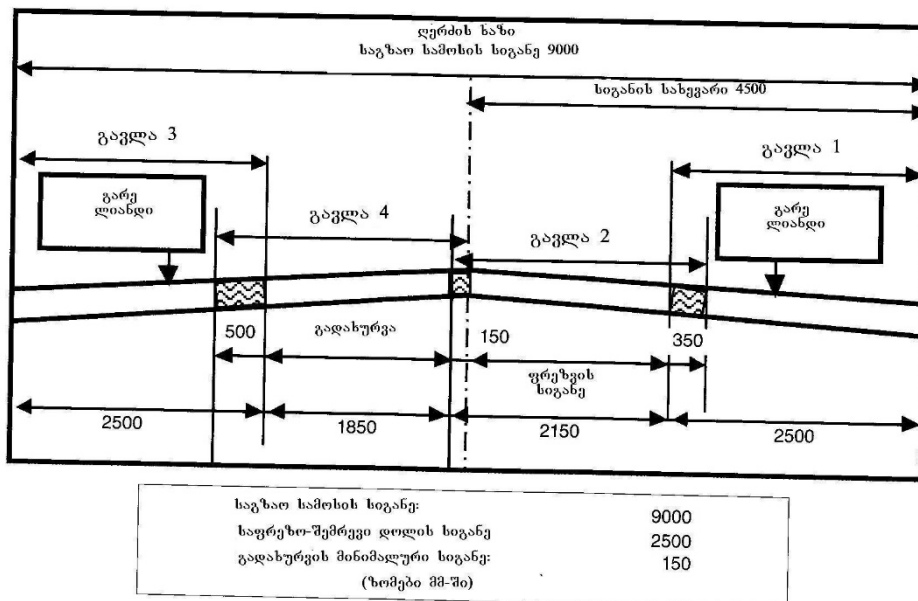 ღერძის ხაზი
საგზაო სამოსის სიგანე 9000
სიგანის სახევარი 4500
გავლა 3
გავლა 1
გარე
ლიანდი
გავლა 4
გავლა 2
გარე
ლიანდი
500
გადახურვა
150
350
ფრეზვის
სიგანე
2500
1850
2150
2500
საგზაო სამოსის სიგანე: 9000
საფრეზო-შემრევი დოლის სიგანე 2500
გადახურვის მინიმალური სიგანე: 150
(ზომები მმ-ში)